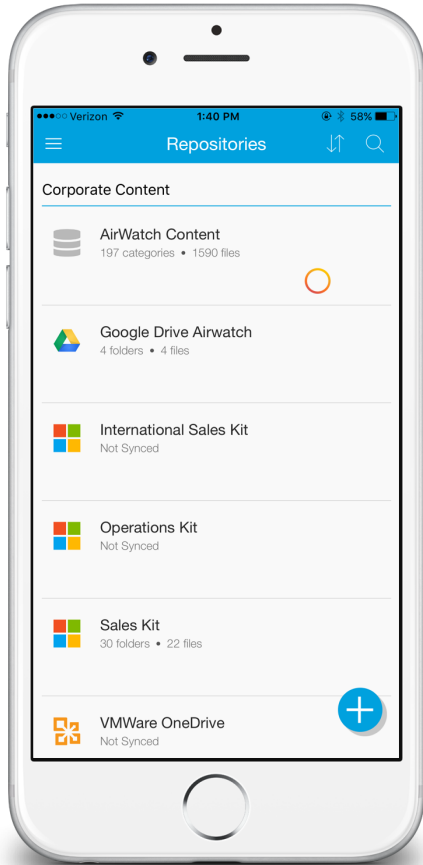 Verizon 1:40 PM 58%
Repositories
Corporate Content
AirWatch Content
197 categories • 1590 files
Google Drive Airwatch
4 folders • 4 files
International Sales Kit
Not Synced
Operations Kit
Not Synced
Sales Kit
30 folders • 22 files
VMWare OneDrive
Not Synced